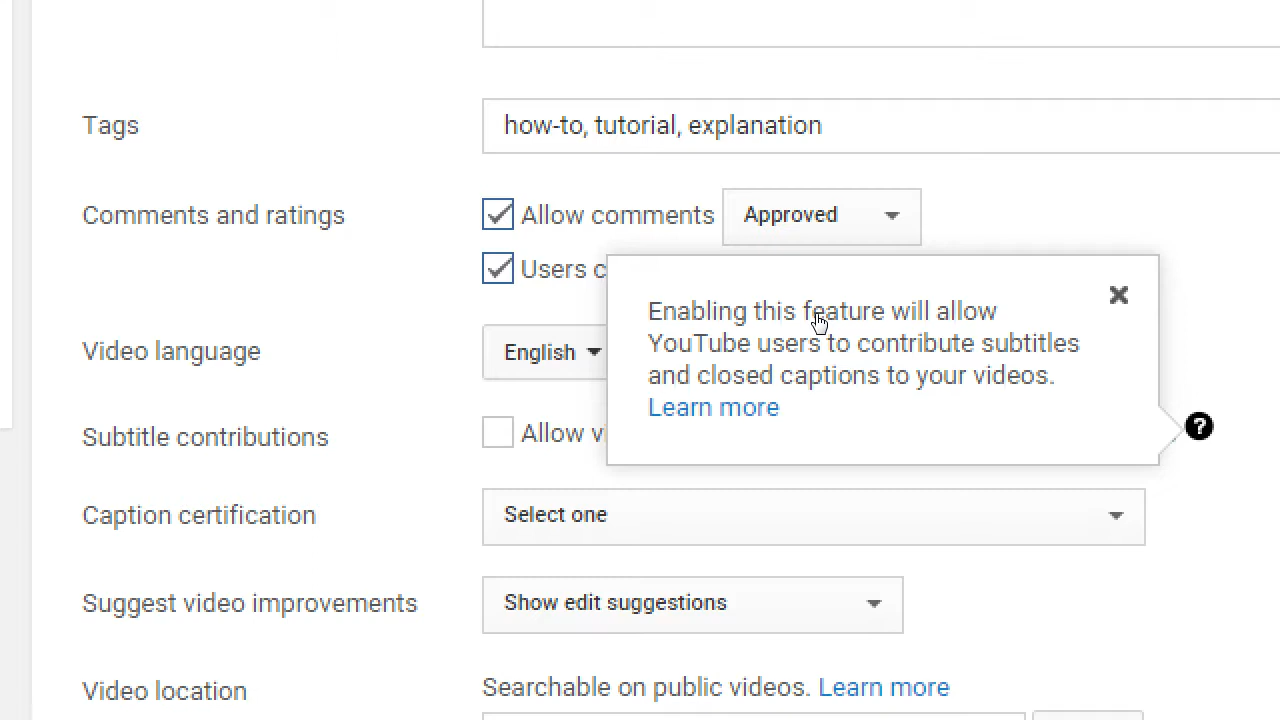 Tags
how-to, tutorial, explanation
Comments and ratings
Allow comments
Approved
Users
Enabling this feature will allow
YouTube users to contribute subtitles
and closed captions to your videos.
Learn more
Video language
English
Subtitle contributions
Allow
?
Caption certification
Select one
Suggest video improvements
Show edit suggestions
Video location
Searchable on public videos. Learn more